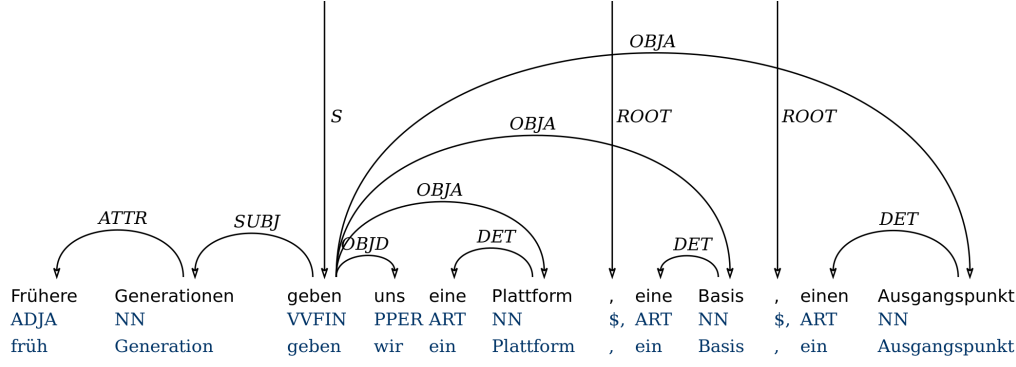 OBJA
S ROOT ROOT
OBJA
OBJA
ATTR SUBJ DET
OBJD DET DET
Frühere Generationen geben uns eine Plattform , eine Basis , einen Ausgangspunkt
ADJA NN VVFIN PPER ART NN $, ART NN $, ART NN
früh Generation geben wir ein Plattform , ein Basis , ein Ausgangspunkt